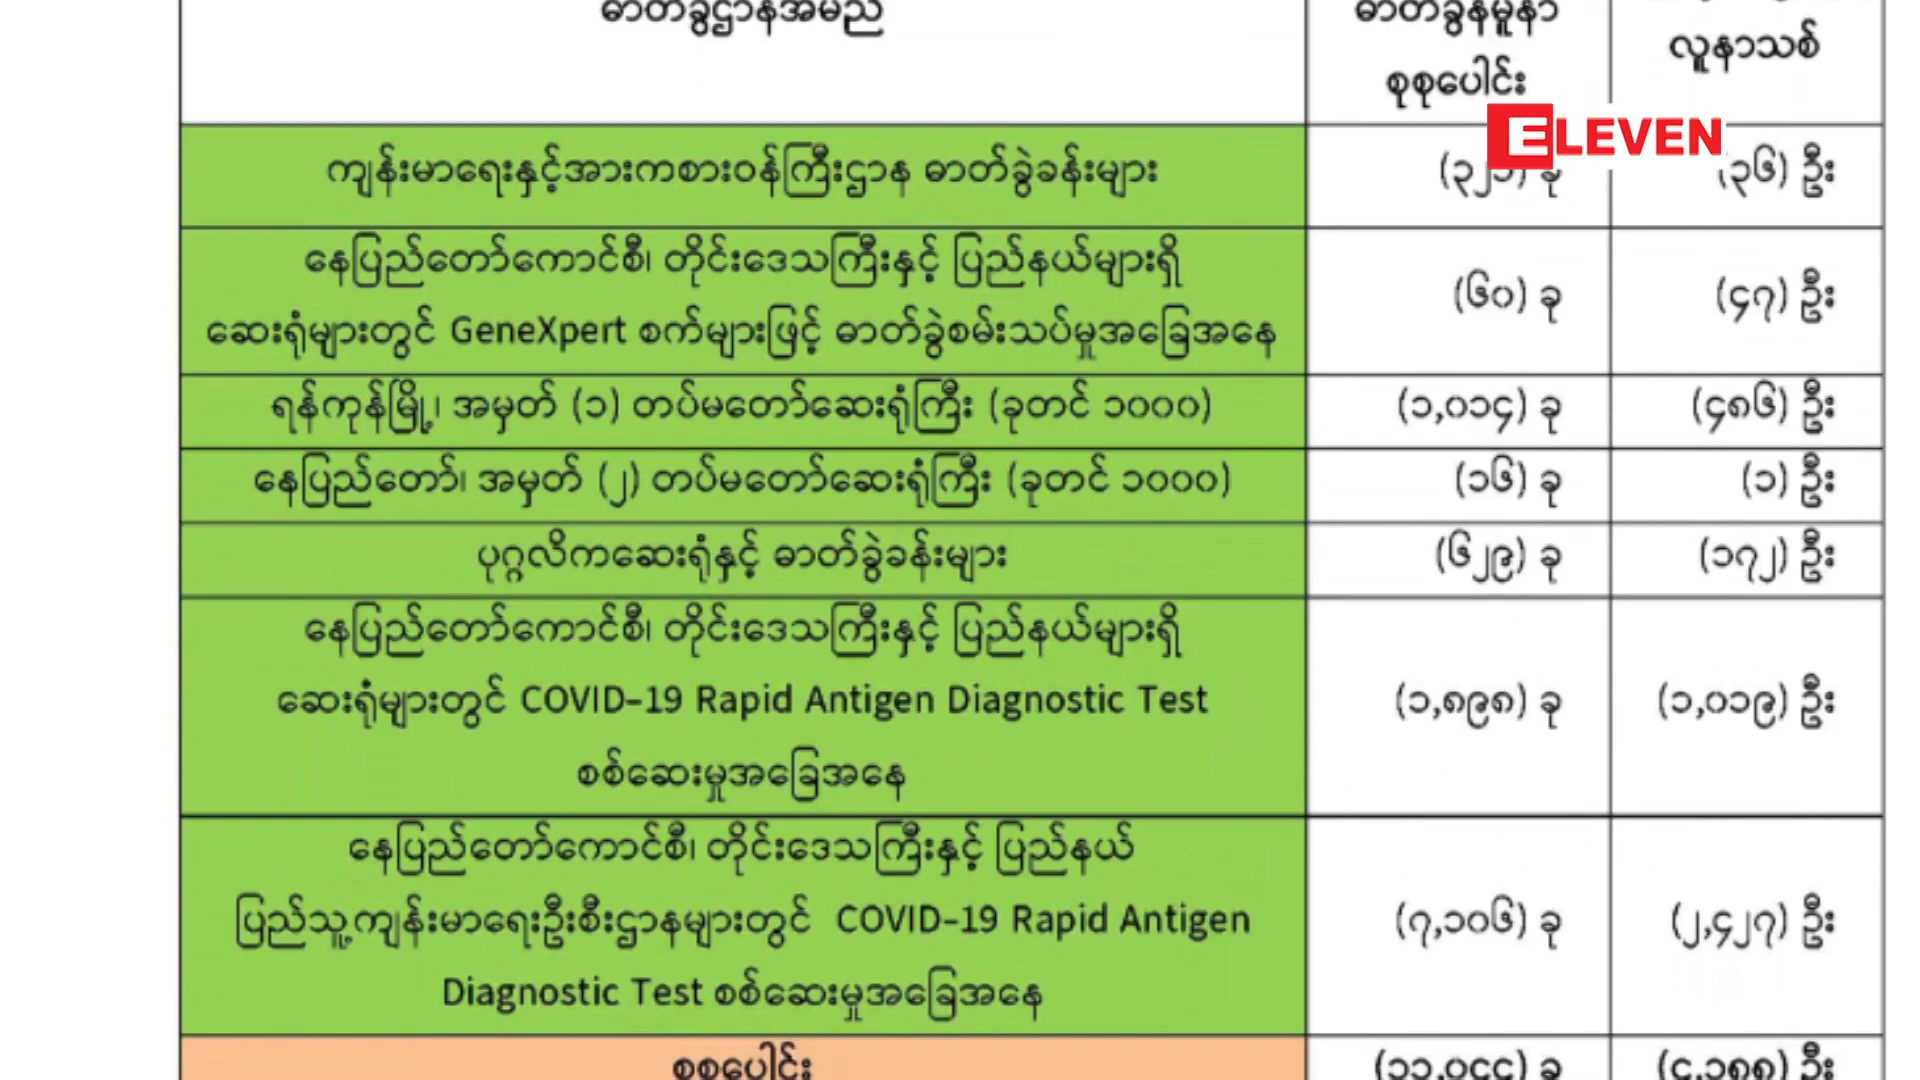 ဓာတ်ခွဲဌာနအမည်
ဓာတ်ခွဲနမူနာ
စုစုပေါင်း
လူနာသစ်
ELEVEN
ကျန်းမာရေးနှင့်အားကစားဝန်ကြီးဌာန ဓာတ်ခွဲခန်းများ
ခု
(၃၆) ဦး
နေပြည်တော်ကောင်စီ၊ တိုင်းဒေသကြီးနှင့် ပြည်နယ်များရှိ
ဆေးရုံများတွင် GeneXpert စက်များဖြင့် ဓာတ်ခွဲစမ်းသပ်မှုအခြေအနေ
(၆၀) ခု
(၄၇) ဦး
ရန်ကုန်မြို့၊ အမှတ် (၁) တပ်မတော်ဆေးရုံကြီး (ခုတင် ၁၀၀၀)
(၁,၀၁၄) ခု
(၄၈၆) ဦး
နေပြည်တော်၊ အမှတ် (၂) တပ်မတော်ဆေးရုံကြီး (ခုတင် ၁၀၀၀)
(၁၆) ခု
(၁) ဦး
ပုဂ္ဂလိကဆေးရုံနှင့် ဓာတ်ခွဲခန်းများ
(၆၂၉) ခု
(၁၇၂) ဦး
နေပြည်တော်ကောင်စီ၊ တိုင်းဒေသကြီးနှင့် ပြည်နယ်များရှိ
ဆေးရုံများတွင် COVID-19 Rapid Antigen Diagnostic Test
စစ်ဆေးမှုအခြေအနေ
(၁,၈၉၈) ခု
(၁,၀၁၉) ဦး
နေပြည်တော်ကောင်စီ၊ တိုင်းဒေသကြီးနှင့် ပြည်နယ်
ပြည်သူ့ကျန်းမာရေးဦးစီးဌာနများတွင် COVID-19 Rapid Antigen
Diagnostic Test စစ်ဆေးမှုအခြေအနေ
(၇,၁၀၆) ခု
(၂,၄၂၇) ဦး
စုစုပေါင်း
(၁၁,၀၄၄) ခု
(၄,၁၈၈) ဦး